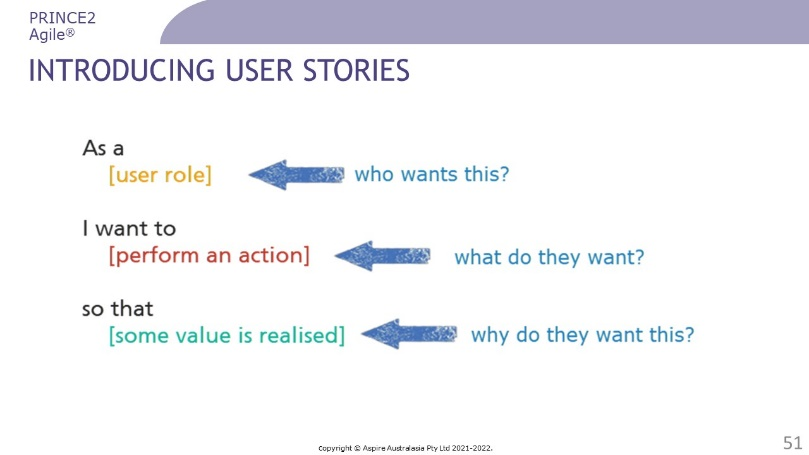 PRINCE2
Agile®
INTRODUCING USER STORIES
As a
[user role]
who wants this?
I want to
[perform an action]
what do they want?
so that
[some value is realised]
why do they want this?
Copyright © Aspire Australasia Pty Ltd 2021-2022.
51